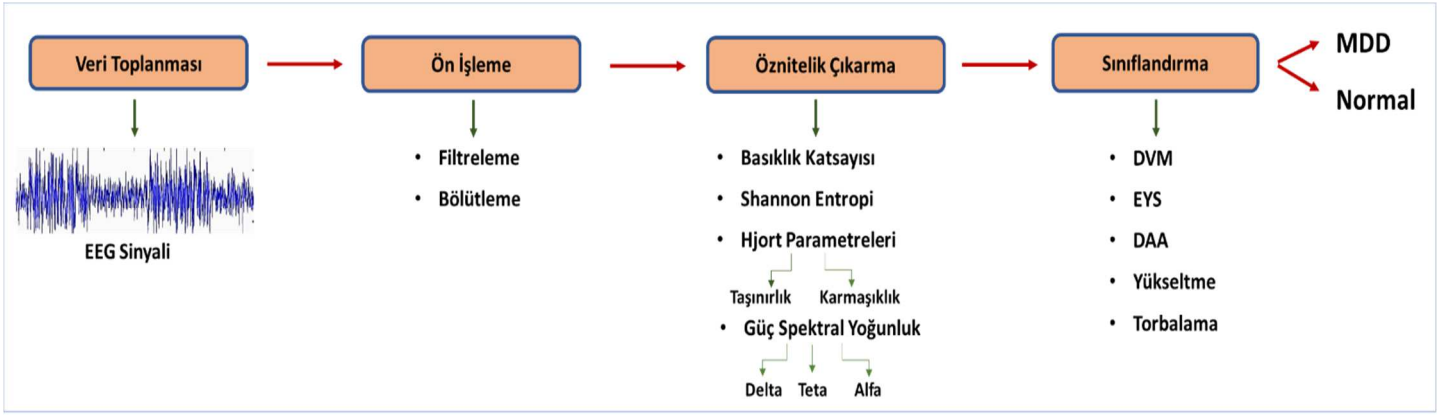 Veri Toplanması
EEG Sinyali
Ön İşleme
• Filtreleme
• Bölütleme
Öznitelik Çıkarma
• Basıklık Katsayısı
• Shannon Entropi
• Hjort Parametreleri
Taşınırlık Karmaşıklık
• Güç Spektral Yoğunluk
Delta Teta Alfa
Sınıflandırma
• DVM
• EYS
• DAA
• Yükseltme
• Torbalama
MDD
Normal